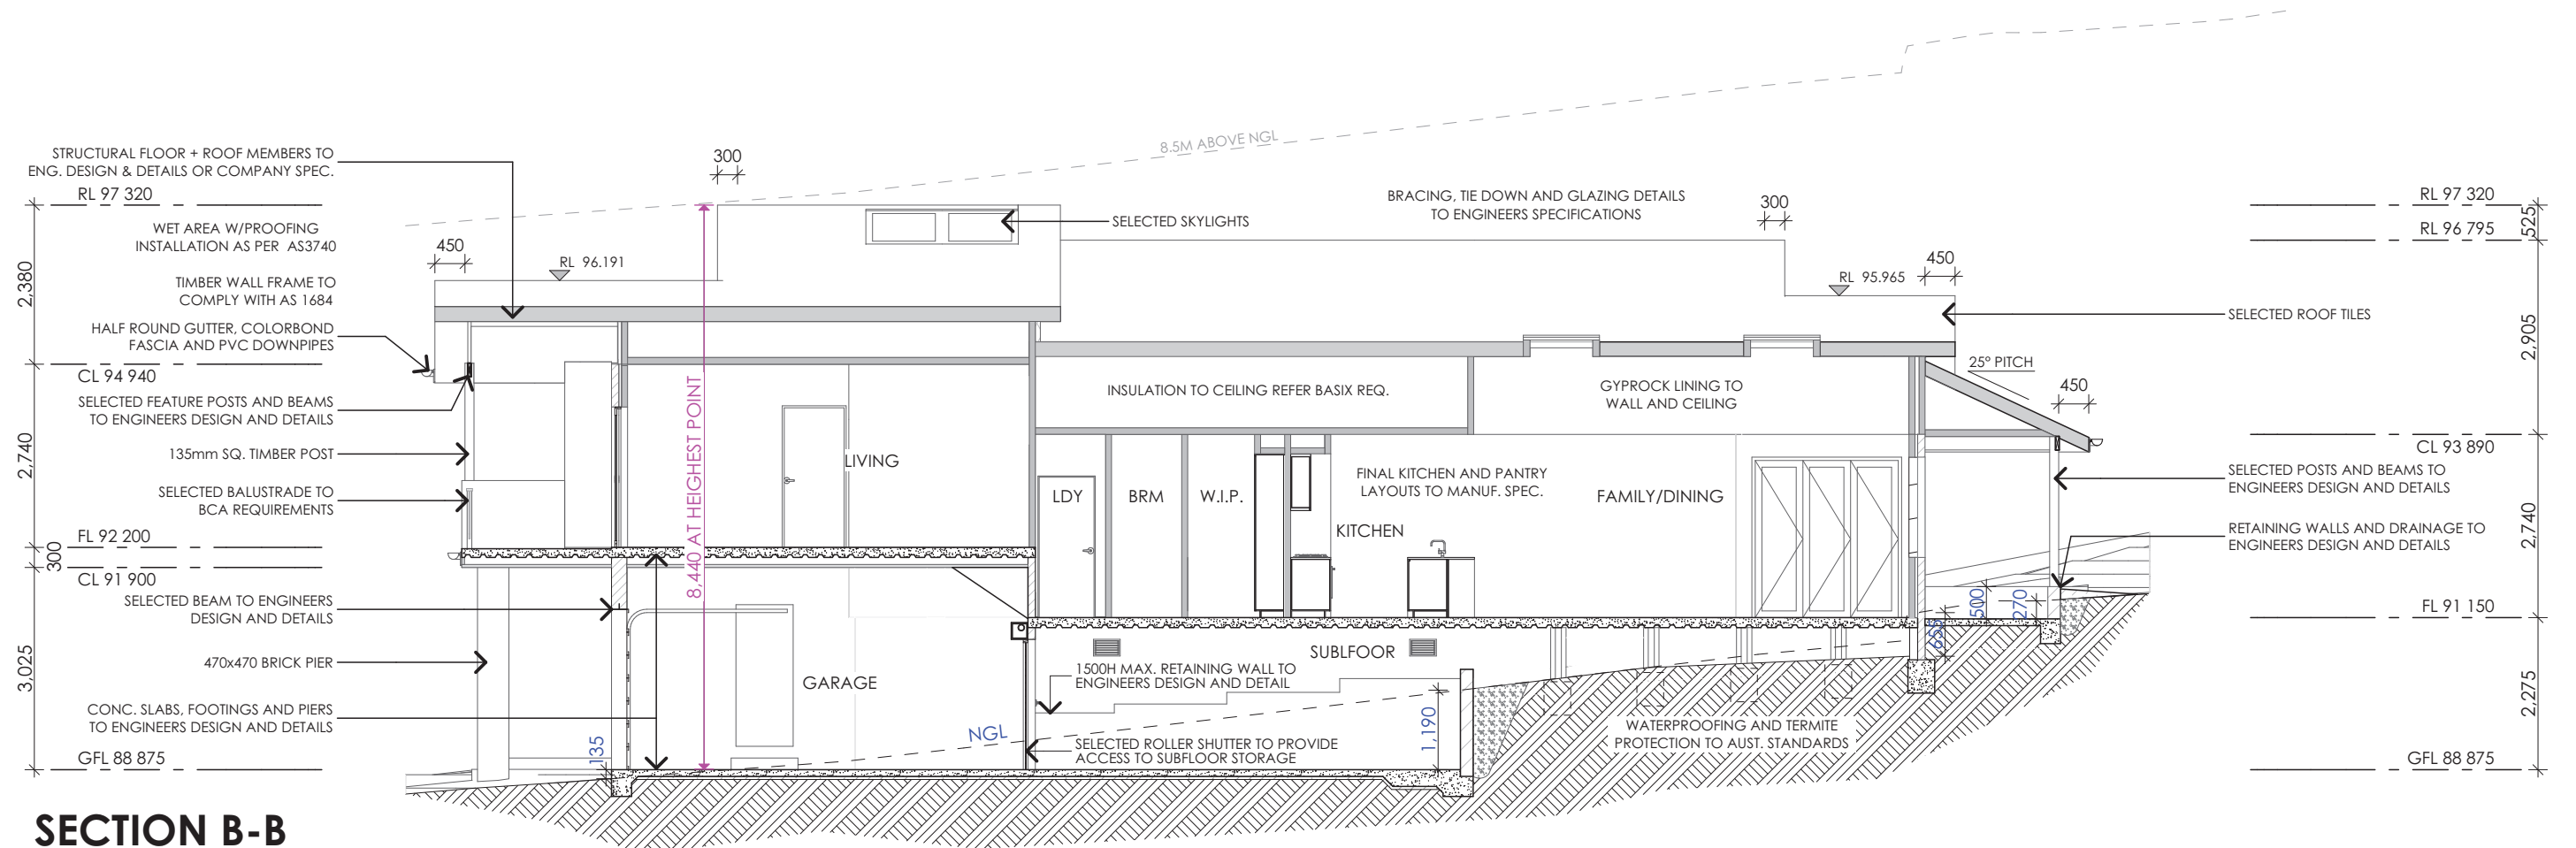 8.5M ABOVE NGL
STRUCTURAL FLOOR + ROOF MEMBERS TO
ENG. DESIGN & DETAILS OR COMPANY SPEC.
RL 97 320
WET AREA W/PROOFING
INSTALLATION AS PER AS3740
TIMBER WALL FRAME TO
COMPLY WITH AS 1684
HALF ROUND GUTTER, COLORBOND
FASCIA AND PVC DOWNPIPES
CL 94 940
SELECTED FEATURE POSTS AND BEAMS
TO ENGINEERS DESIGN AND DETAILS
135mm SQ. TIMBER POST
SELECTED BALUSTRADE TO
BCA REQUIREMENTS
FL 92 200
CL 91 900
SELECTED BEAM TO ENGINEERS
DESIGN AND DETAILS
470x470 BRICK PIER
CONC. SLABS, FOOTINGS AND PIERS
TO ENGINEERS DESIGN AND DETAILS
GFL 88 875
2,380
2,740
300
3,025
450
RL 96.191
300
SELECTED SKYLIGHTS
BRACING, TIE DOWN AND GLAZING DETAILS
TO ENGINEERS SPECIFICATIONS
300
450
RL 95.965
8,440 AT HIGHEST POINT
LIVING
INSULATION TO CEILING REFER BASIX REQ.
GYPROCK LINING TO
WALL AND CEILING
25° PITCH
450
LDY
BRM
W.I.P.
FINAL KITCHEN AND PANTRY
LAYOUTS TO MANUF. SPEC.
KITCHEN
FAMILY/DINING
GARAGE
135
NGL
SUBLFOOR
1500H MAX. RETAINING WALL TO
ENGINEERS DESIGN AND DETAIL
SELECTED ROLLER SHUTTER TO PROVIDE
ACCESS TO SUBFLOOR STORAGE
1,190
WATERPROOFING AND TERMITE
PROTECTION TO AUST. STANDARDS
655
500
270
RL 97 320
RL 96 795
SELECTED ROOF TILES
CL 93 890
SELECTED POSTS AND BEAMS TO
ENGINEERS DESIGN AND DETAILS
RETAINING WALLS AND DRAINAGE TO
ENGINEERS DESIGN AND DETAILS
FL 91 150
GFL 88 875
525
2,905
2,740
2,275
SECTION B-B